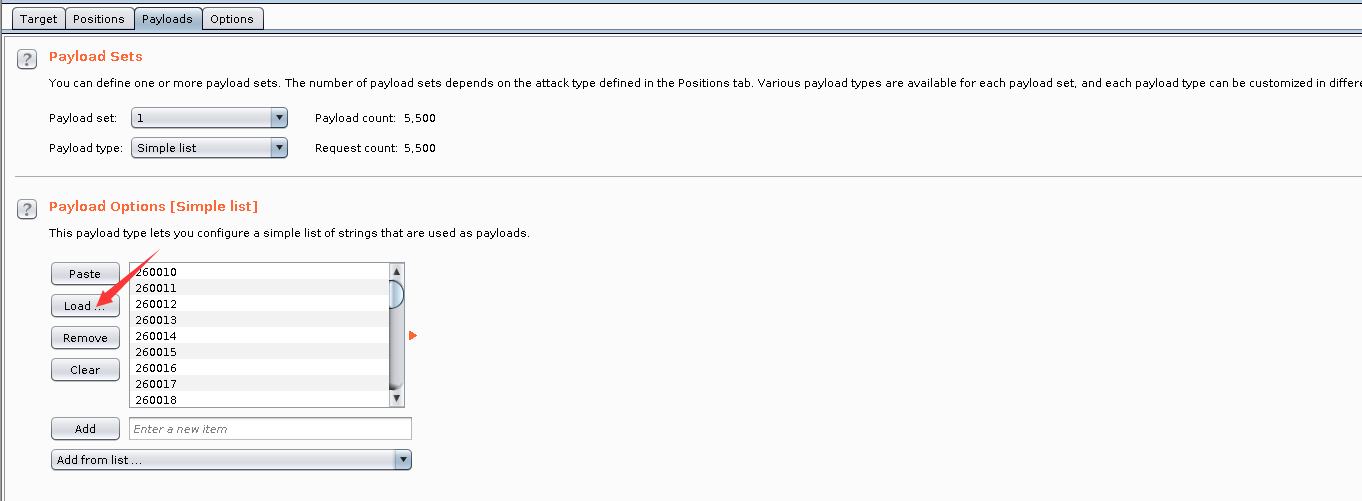 Target Positions Payloads Options
? Payload Sets
You can define one or more payload sets. The number of payload sets depends on the attack type defined in the Positions tab. Various payload types are available for each payload set, and each payload type can be customized in differe
Payload set: 1 Payload count: 5,500
Payload type: Simple list Request count: 5,500
? Payload Options [Simple list]
This payload type lets you configure a simple list of strings that are used as payloads.
Paste
Load ...
Remove
Clear
260010
260011
260012
260013
260014
260015
260016
260017
260018
Add Enter a new item
Add from list ...